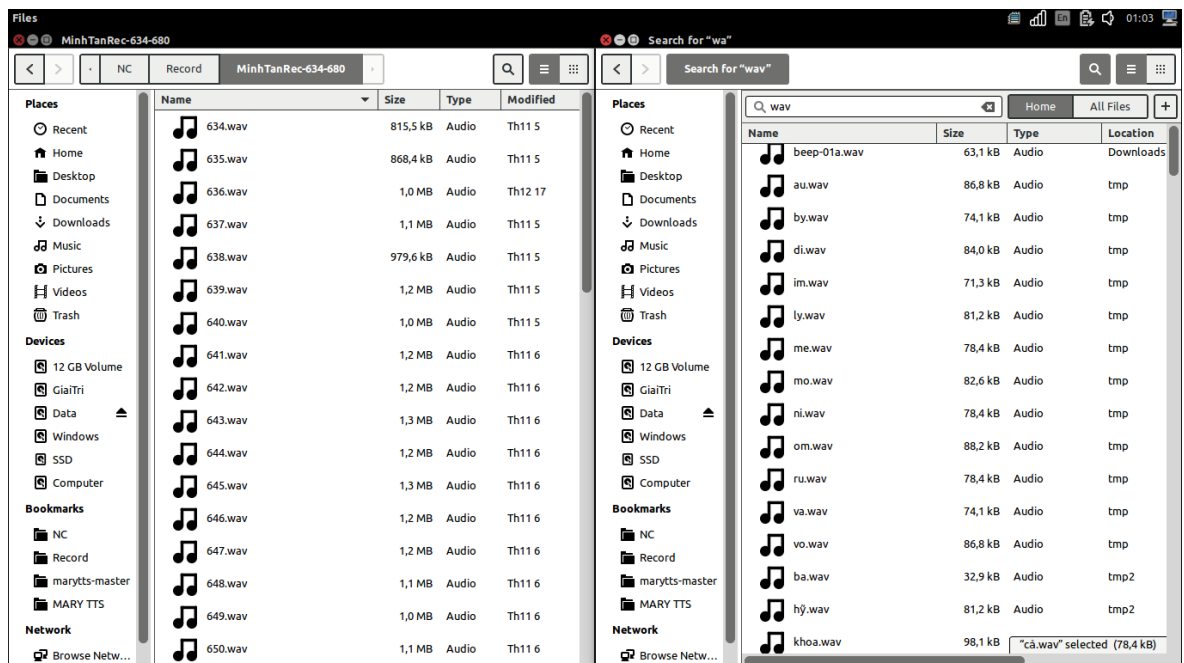 Files
En 01:03
MinhTanRec-634-680
NC Record MinhTanRec-634-680
Places
Recent
Home
Desktop
Documents
Downloads
Music
Pictures
Videos
Trash
Devices
12 GB Volume
GiaiTri
Data
Windows
SSD
Computer
Bookmarks
NC
Record
marytts-master
MARY TTS
Network
Browse Netw...
Name Size Type Modified
634.wav 815,5 kB Audio Th11 5
635.wav 868,4 kB Audio Th11 5
636.wav 1,0 MB Audio Th12 17
637.wav 1,1 MB Audio Th11 5
638.wav 979,6 kB Audio Th11 5
639.wav 1,2 MB Audio Th11 5
640.wav 1,0 MB Audio Th11 5
641.wav 1,2 MB Audio Th11 6
642.wav 1,2 MB Audio Th11 6
643.wav 1,3 MB Audio Th11 6
644.wav 1,2 MB Audio Th11 6
645.wav 1,3 MB Audio Th11 6
646.wav 1,2 MB Audio Th11 6
647.wav 1,2 MB Audio Th11 6
648.wav 1,1 MB Audio Th11 6
649.wav 1,0 MB Audio Th11 6
650.wav 1,1 MB Audio Th11 6
Search for “wa”
Search for “wav”
Places
Recent
Home
Desktop
Documents
Downloads
Music
Pictures
Videos
Trash
Devices
12 GB Volume
GiaiTri
Data
Windows
SSD
Computer
Bookmarks
NC
Record
marytts-master
MARY TTS
Network
Browse Netw...
wav Home All Files +
Name Size Type Location
beep-01a.wav 63,1 kB Audio Downloads
au.wav 86,8 kB Audio tmp
by.wav 74,1 kB Audio tmp
di.wav 84,0 kB Audio tmp
im.wav 71,3 kB Audio tmp
ly.wav 81,2 kB Audio tmp
me.wav 78,4 kB Audio tmp
mo.wav 82,6 kB Audio tmp
ni.wav 78,4 kB Audio tmp
om.wav 88,2 kB Audio tmp
ru.wav 78,4 kB Audio tmp
va.wav 74,1 kB Audio tmp
vo.wav 86,8 kB Audio tmp
ba.wav 32,9 kB Audio tmp2
hỹ.wav 81,2 kB Audio tmp2
khoa.wav 98,1 kB
“cả.wav” selected (78,4 kB)